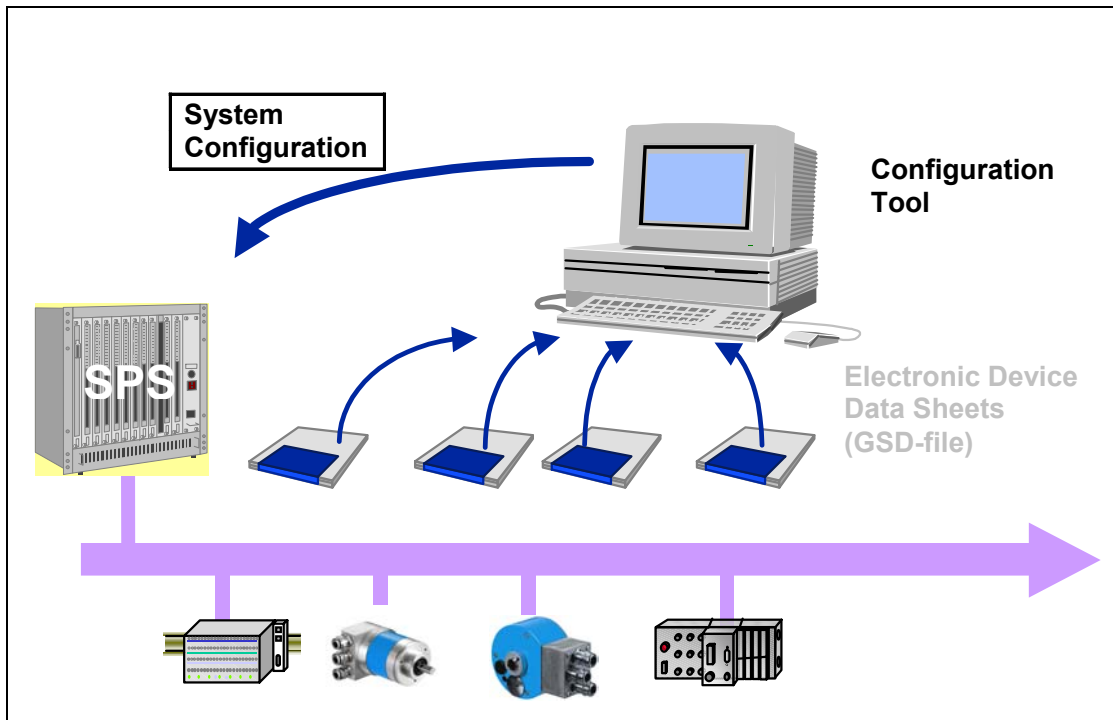 System
Configuration
Configuration
Tool
SPS
Electronic Device
Data Sheets
(GSD-file)